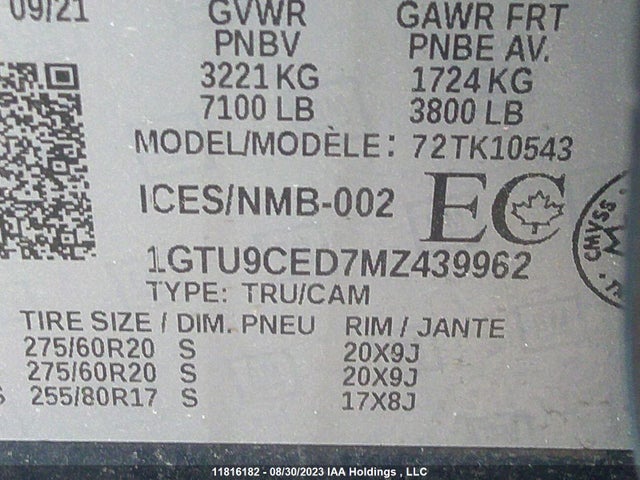 09/21 GVWR GAWR FRT
PNBV PNBE AV.
3221 KG 1724 KG
7100 LB 3800 LB
MODEL/MODÈLE: 72TK10543
ICES/NMB-002 EC
CMVSS
1GTU9CED7MZ439962
TYPE: TRU/CAM
TIRE SIZE / DIM. PNEU RIM / JANTE
275/60R20 S 20X9J
275/60R20 S 20X9J
S 255/80R17 S 17X8J
11816182 - 08/30/2023 IAA Holdings , LLC